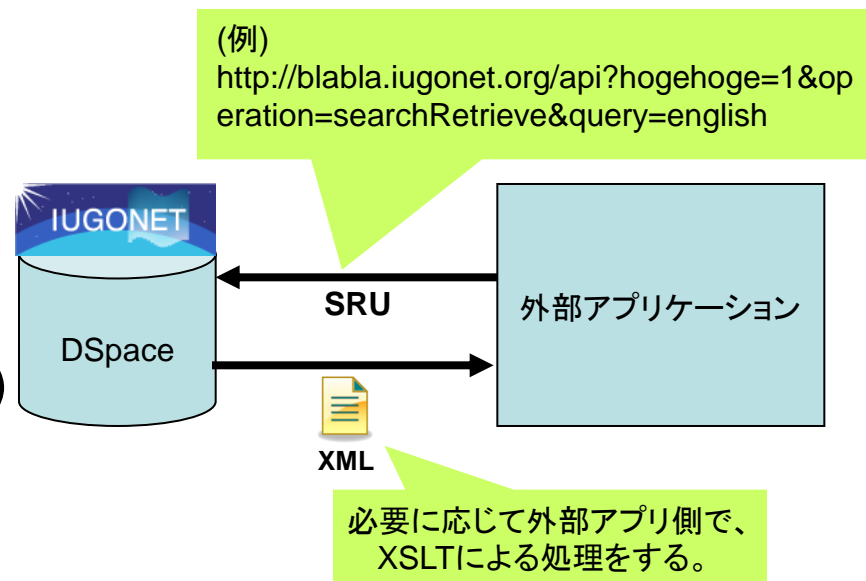 (例)
http://blabla.iugonet.org/api?hogehoge=1&op
eration=searchRetrieve&query=english
IUGONET
DSpace
SRU
外部アプリケーション
XML
必要に応じて外部アプリ側で、
XSLTによる処理をする。